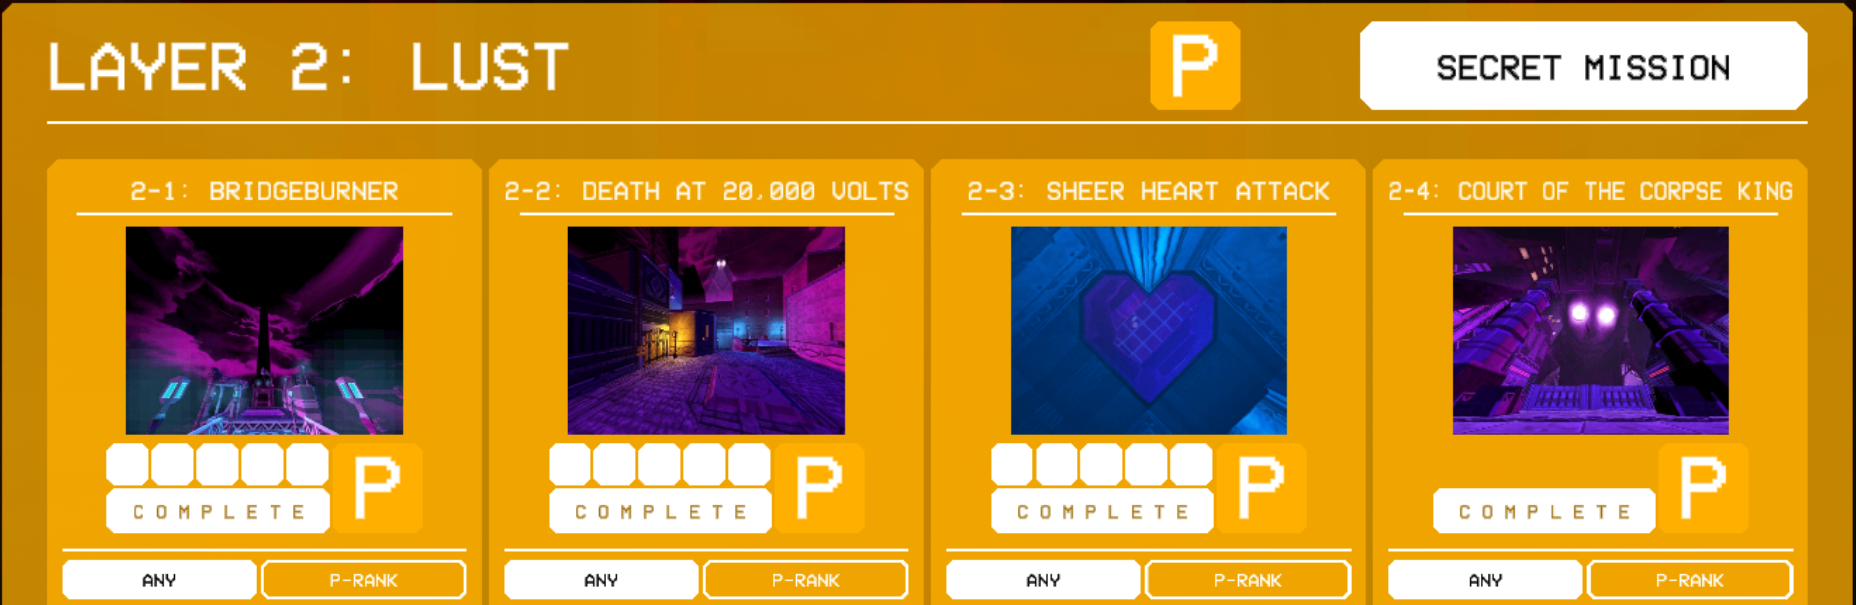 LAYER 2: LUST
P
SECRET MISSION
2-1: BRIDGEBURNER
2-2: DEATH AT 20,000 VOLTS
2-3: SHEER HEART ATTACK
2-4: COURT OF THE CORPSE KING
P
COMPLETE
P
COMPLETE
P
COMPLETE
P
COMPLETE
ANY
P-RANK
ANY
P-RANK
ANY
P-RANK
ANY
P-RANK